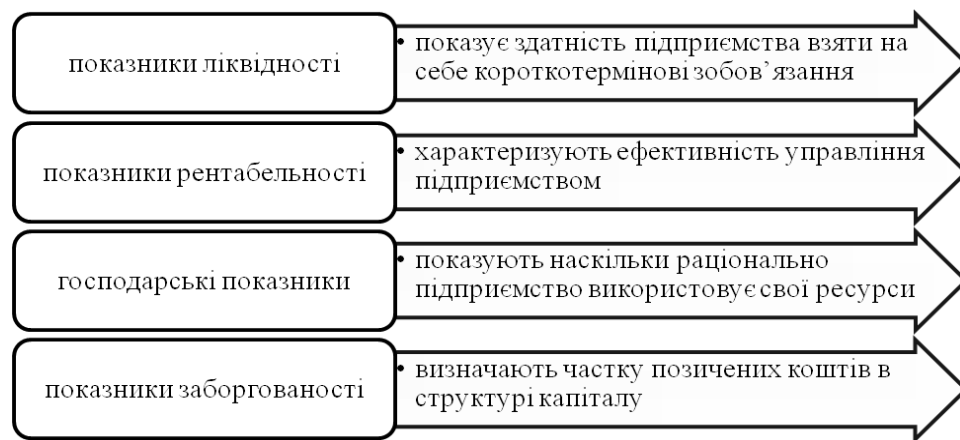 показники ліквідності
• показує здатність підприємства взяти на
себе короткотермінові зобов’язання
показники рентабельності
• характеризують ефективність управління
підприємством
господарські показники
• показують наскільки раціонально
підприємство використовує свої ресурси
показники заборгованості
• визначають частку позичених коштів в
структурі капіталу